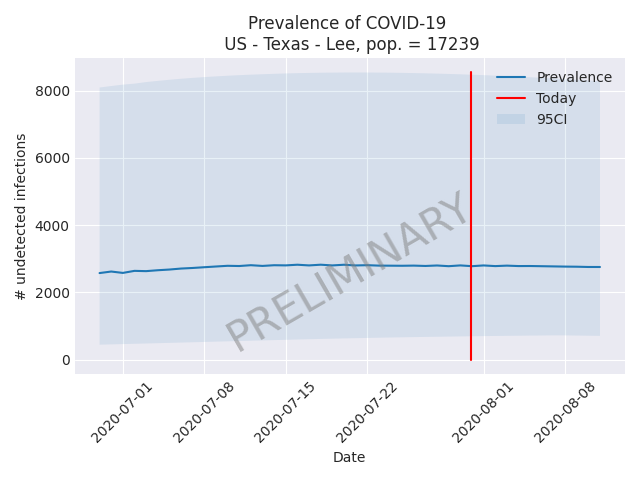 Prevalence of COVID-19
US - Texas - Lee, pop. = 17239
Prevalence
Today
95CI
8000
6000
4000
2000
0
# undetected infections
PRELIMINARY
2020-07-01
2020-07-08
2020-07-15
2020-07-22
2020-08-01
2020-08-08
Date